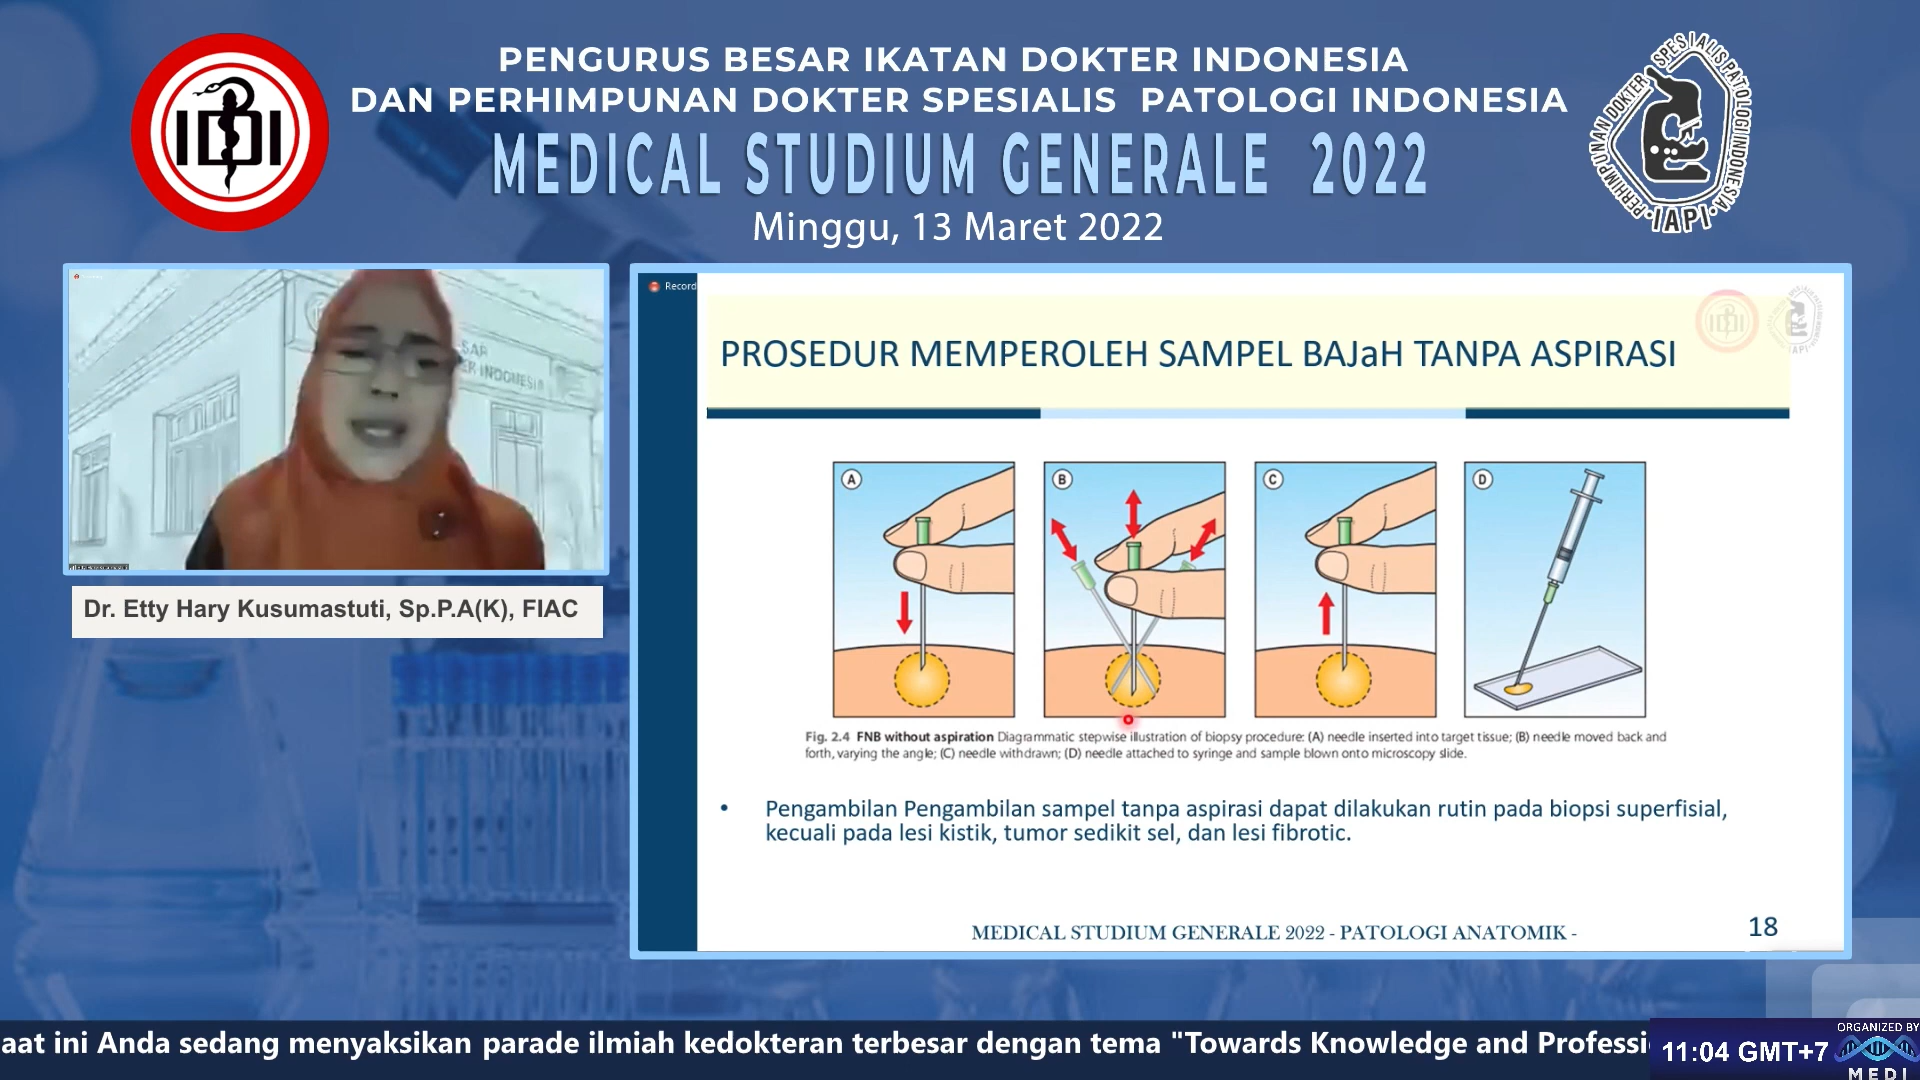 PENGURUS BESAR IKATAN DOKTER INDONESIA
DAN PERHIMPUNAN DOKTER SPESIALIS PATOLOGI INDONESIA
MEDICAL STUDIUM GENERALE 2022
Minggu, 13 Maret 2022
IDI
PERHIMPUNAN DOKTER SPESIALIS PATOLOGI INDONESIA
IAPI
SAR
ER INDONESIA
Dr. Etty Hary Kusumastuti, Sp.P.A(K), FIAC
Record
PROSEDUR MEMPEROLEH SAMPEL BAJaH TANPA ASPIRASI
A
B
C
D
Fig. 2.4 FNB without aspiration Diagrammatic stepwise illustration of biopsy procedure: (A) needle inserted into target tissue; (B) needle moved back and
forth, varying the angle; (C) needle withdrawn; (D) needle attached to syringe and sample blown onto microscopy slide.
• Pengambilan Pengambilan sampel tanpa aspirasi dapat dilakukan rutin pada biopsi superfisial,
kecuali pada lesi kistik, tumor sedikit sel, dan lesi fibrotic.
MEDICAL STUDIUM GENERALE 2022 - PATOLOGI ANATOMIK -
18
aat ini Anda sedang menyaksikan parade ilmiah kedokteran terbesar dengan tema "Towards Knowledge and Professi
11:04 GMT+7
ORGANIZED BY
MEDI